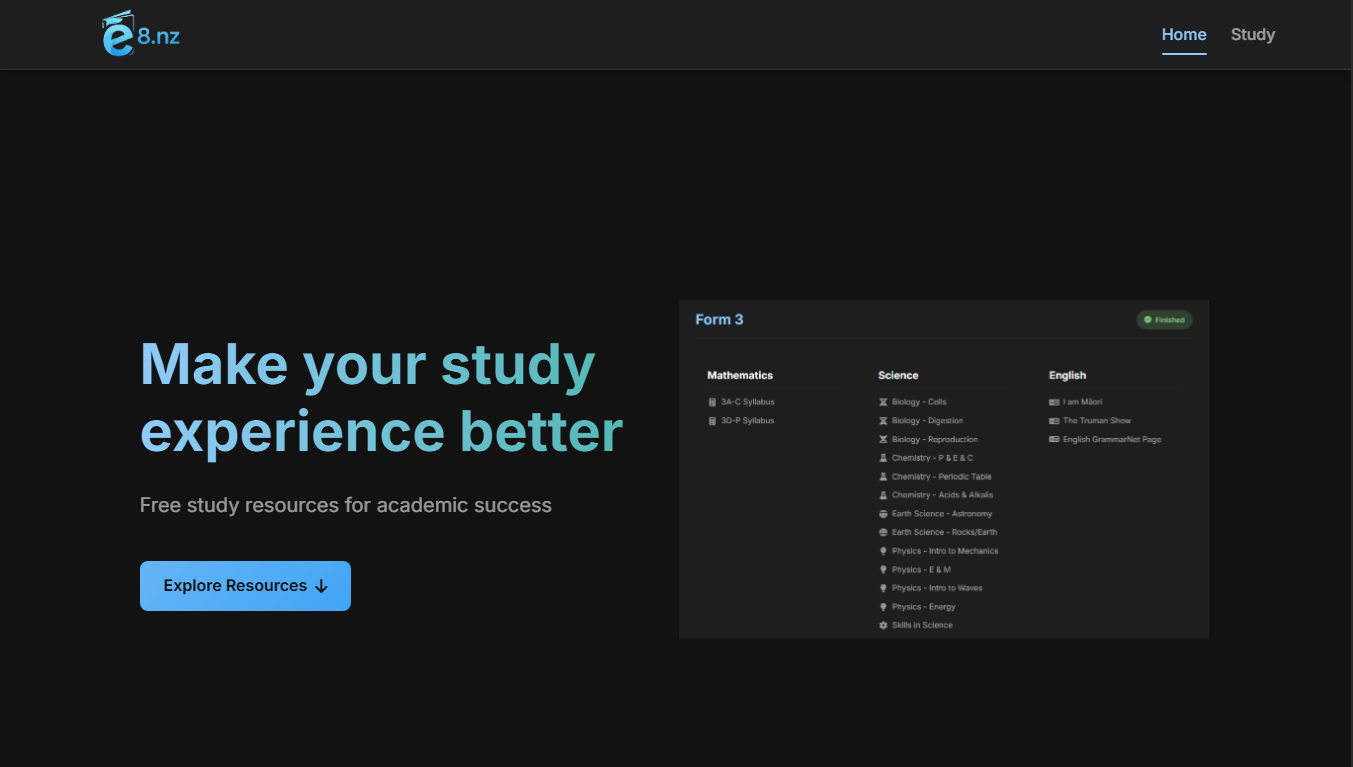 e8.nz
Home
Study
Make your study
experience better
Free study resources for academic success
Explore Resources
Form 3
Finished
Mathematics
3A-C Syllabus
3D-P Syllabus
Science
Biology - Cells
Biology - Digestion
Biology - Reproduction
Chemistry - P & E & C
Chemistry - Periodic Table
Chemistry - Acids & Alkalis
Earth Science - Astronomy
Earth Science - Rocks/Earth
Physics - Intro to Mechanics
Physics - E & M
Physics - Intro to Waves
Physics - Energy
Skills in Science
English
I am Māori
The Truman Show
English GrammarNet Page